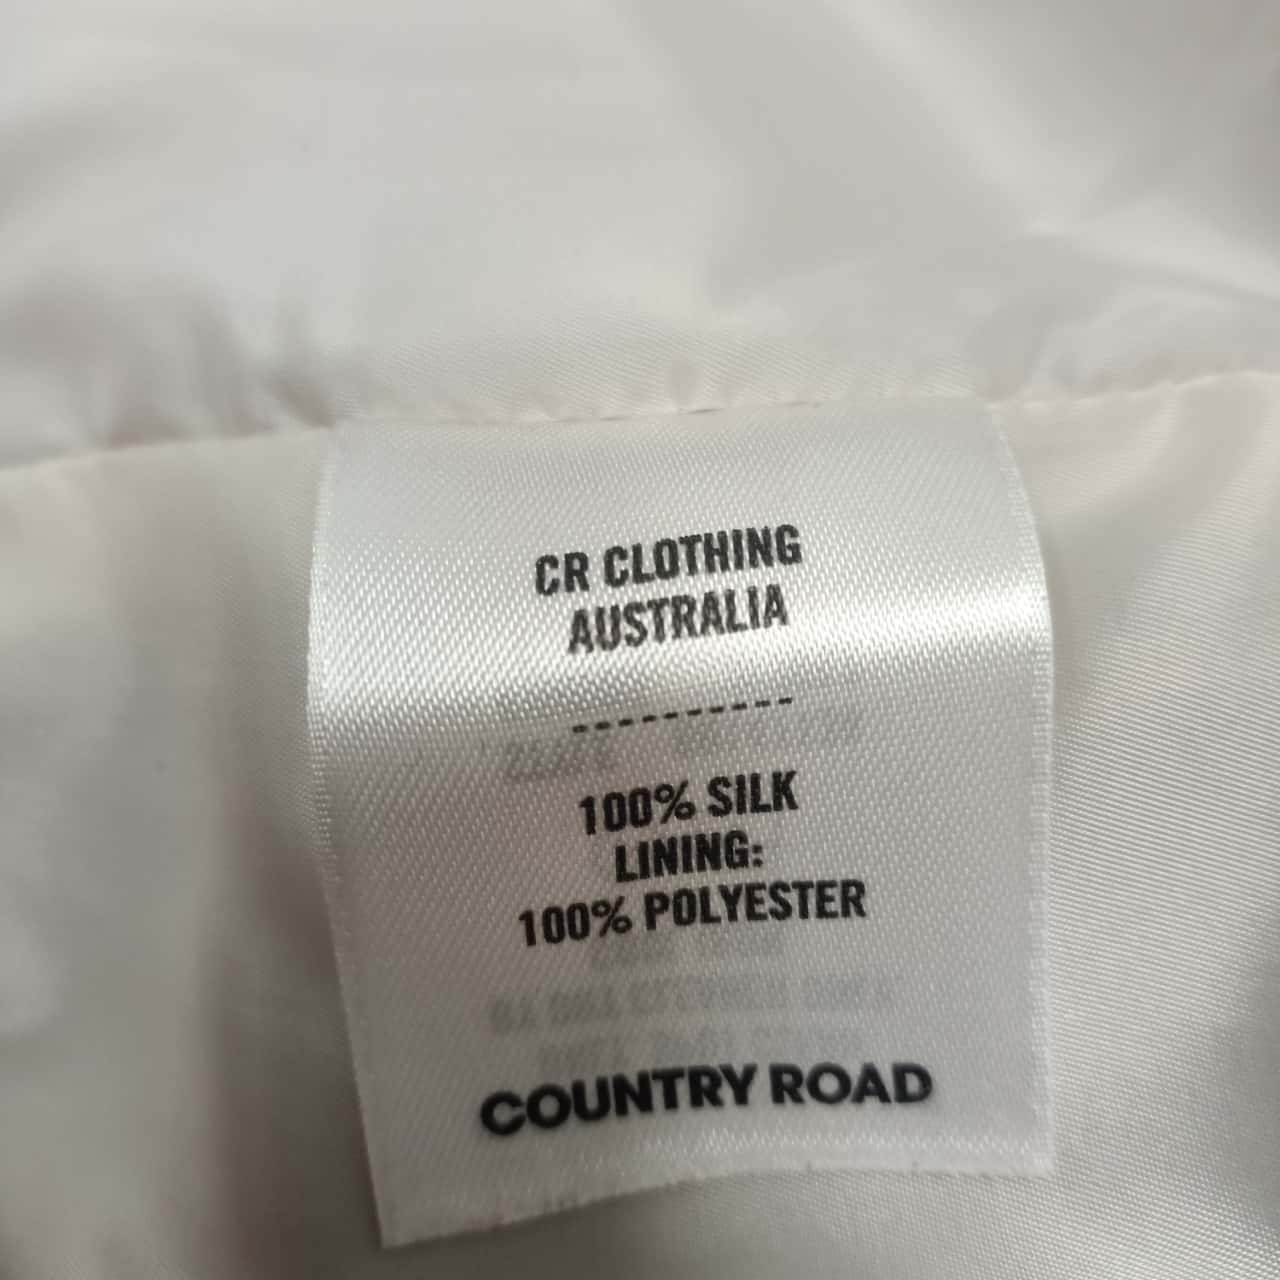 CR CLOTHING
AUSTRALIA
----------
100% SILK
LINING:
100% POLYESTER
COUNTRY ROAD